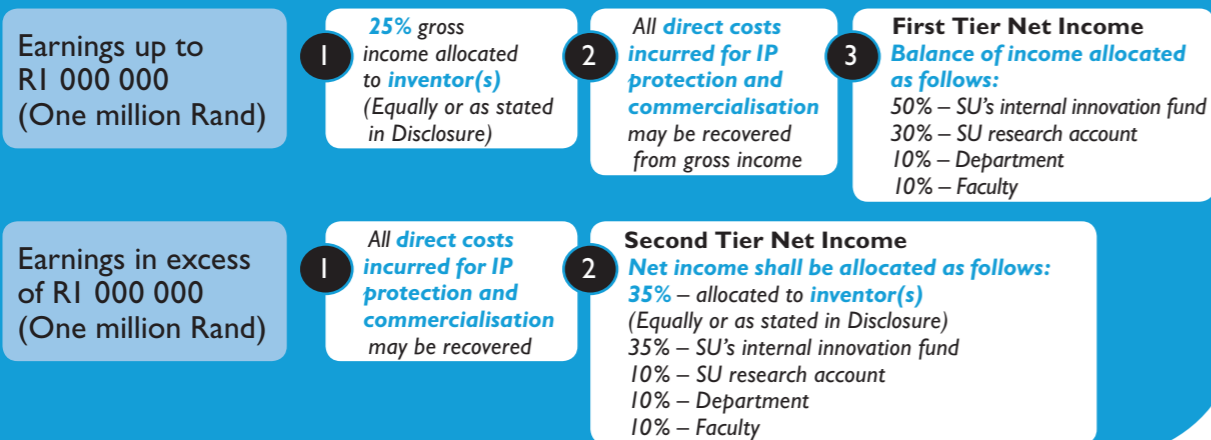 Earnings up to
R1 000 000
(One million Rand)
1
25% gross
income allocated
to inventor(s)
(Equally or as stated
in Disclosure)
2
All direct costs
incurred for IP
protection and
commercialisation
may be recovered
from gross income
3
First Tier Net Income
Balance of income allocated
as follows:
50% – SU's internal innovation fund
30% – SU research account
10% – Department
10% – Faculty
Earnings in excess
of R1 000 000
(One million Rand)
1
All direct costs
incurred for IP
protection and
commercialisation
may be recovered
2
Second Tier Net Income
Net income shall be allocated as follows:
35% – allocated to inventor(s)
(Equally or as stated in Disclosure)
35% – SU's internal innovation fund
10% – SU research account
10% – Department
10% – Faculty